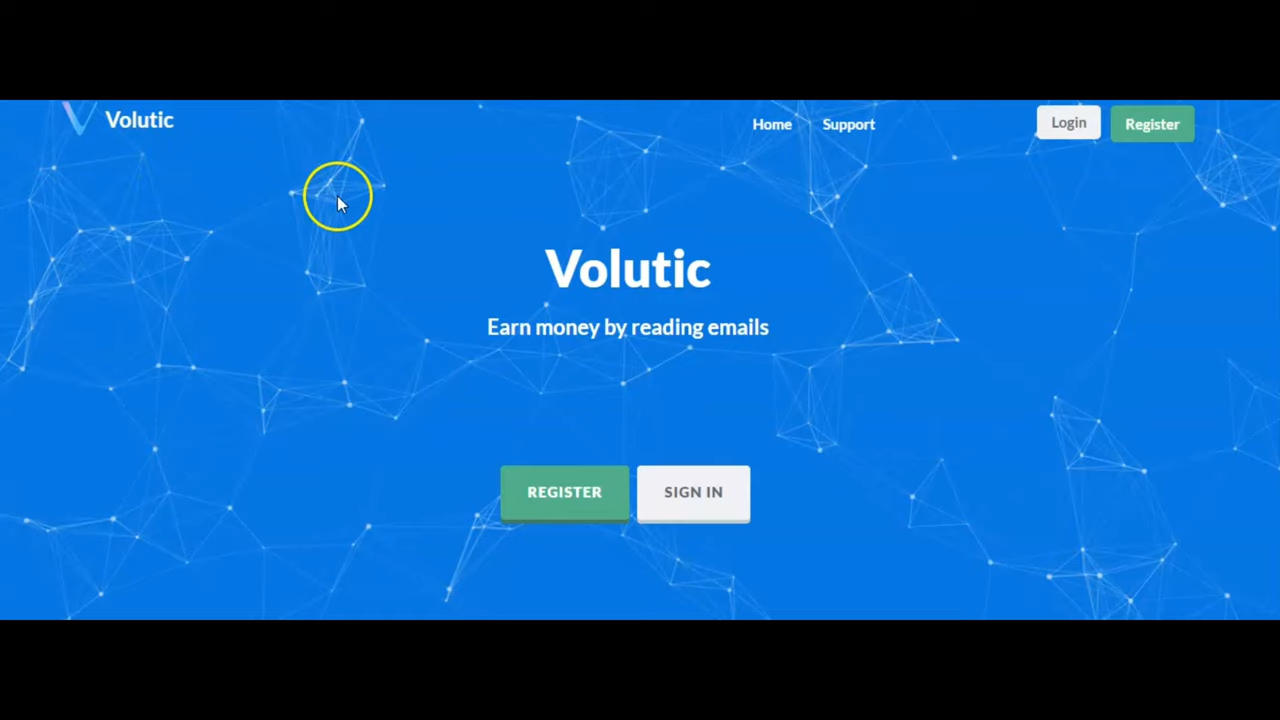 Volutic
Home Support
Login Register
Volutic
Earn money by reading emails
REGISTER SIGN IN